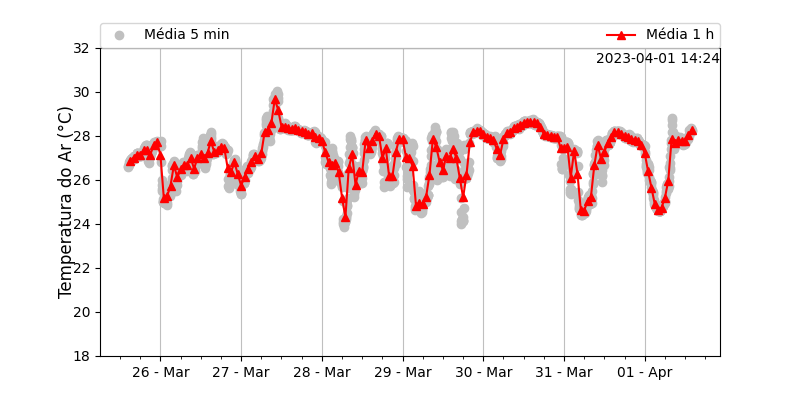 Média 5 min
Média 1 h
2023-04-01 14:24
Temperatura do Ar (°C)
32
30
28
26
24
22
20
18
26 - Mar
27 - Mar
28 - Mar
29 - Mar
30 - Mar
31 - Mar
01 - Apr